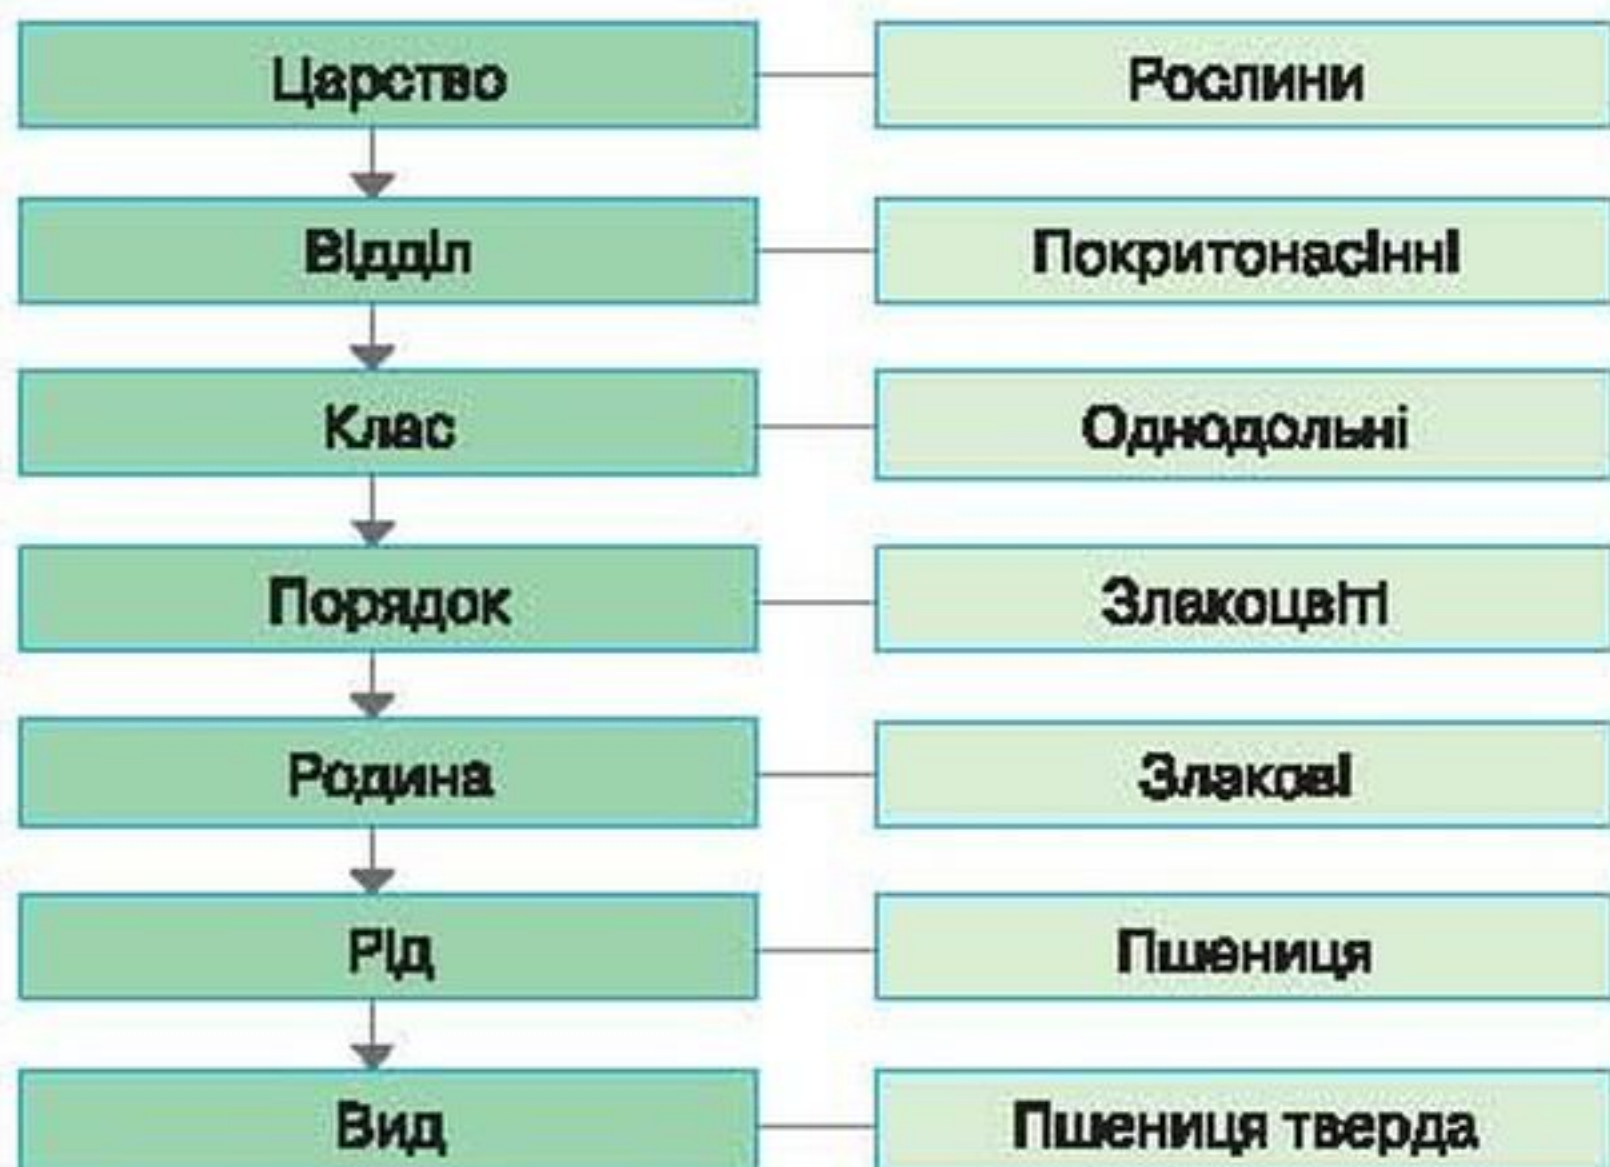 Царство Рослини
Відділ Покритонасінні
Клас Однодольні
Порядок Злакоцвіті
Родина Злакові
Рід Пшениця
Вид Пшениця тверда